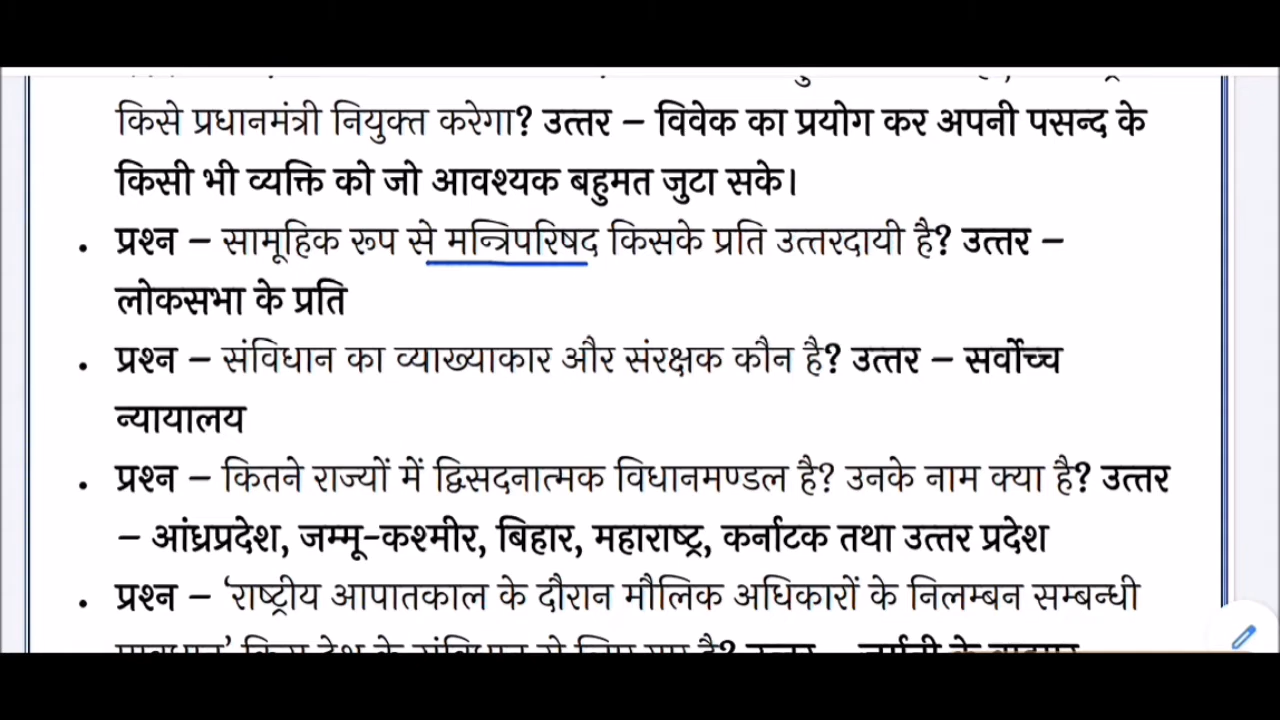 किसे प्रधानमंत्री नियुक्त करेगा? उत्तर – विवेक का प्रयोग कर अपनी पसन्द के
किसी भी व्यक्ति को जो आवश्यक बहुमत जुटा सके।
• प्रश्न – सामूहिक रूप से मन्त्रिपरिषद किसके प्रति उत्तरदायी है? उत्तर –
लोकसभा के प्रति
• प्रश्न – संविधान का व्याख्याकार और संरक्षक कौन है? उत्तर – सर्वोच्च
न्यायालय
• प्रश्न – कितने राज्यों में द्विसदनात्मक विधानमण्डल है? उनके नाम क्या है? उत्तर
– आंध्रप्रदेश, जम्मू-कश्मीर, बिहार, महाराष्ट्र, कर्नाटक तथा उत्तर प्रदेश
• प्रश्न – ‘राष्ट्रीय आपातकाल के दौरान मौलिक अधिकारों के निलम्बन सम्बन्धी